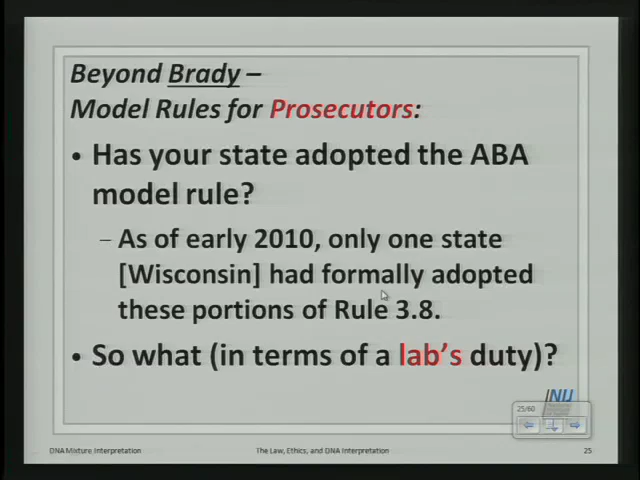 Beyond Brady –
Model Rules for Prosecutors:
• Has your state adopted the ABA
model rule?
– As of early 2010, only one state
[Wisconsin] had formally adopted
these portions of Rule 3.8.
• So what (in terms of a lab's duty)?
NIJ
25/60
DNA Mixture Interpretation
The Law, Ethics, and DNA Interpretation
25